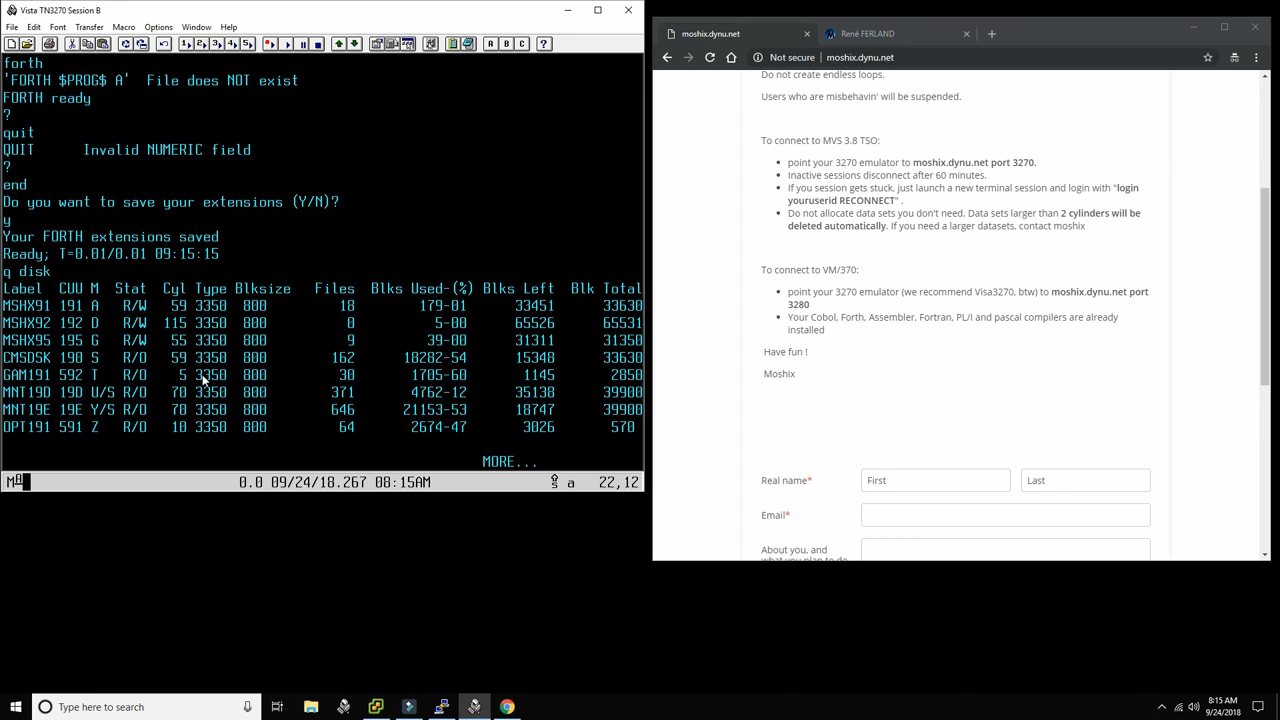 Vista TN3270 Session B
File Edit Font Transfer Macro Options Window Help
1 2 3 4 5 A B C ?
forth
'FORTH $PROG$ A' File does NOT exist
FORTH ready
?
quit
QUIT Invalid NUMERIC field
?
end
Do you want to save your extensions (Y/N)?
y
Your FORTH extensions saved
Ready; T=0.01/0.01 09:15:15
q disk
Label CUU M Stat Cyl Type Blksize Files Blks Used-(%) Blks Left Blk Total
MSHX91 191 A R/W 59 3350 800 18 179-01 33451 33630
MSHX92 192 D R/W 115 3350 800 0 5-00 65526 65531
MSHX95 195 G R/W 55 3350 800 9 39-00 31311 31350
CMSDSK 190 S R/O 59 3350 800 162 18282-54 15348 33630
GAM191 592 T R/O 5 3350 800 30 1705-60 1145 2850
MNT19D 19D U/S R/O 70 3350 800 371 4762-12 35138 39900
MNT19E 19E Y/S R/O 70 3350 800 646 21153-53 18747 39900
OPT191 591 Z R/O 10 3350 800 64 2674-47 3026 570
MORE...
0.0 09/24/18.267 08:15AM a 22,12
moshix.dynu.net René FERLAND
Not secure moshix.dynu.net
Do not create endless loops.
Users who are misbehavin' will be suspended.
To connect to MVS 3.8 TSO:
point your 3270 emulator to moshix.dynu.net port 3270.
Inactive sessions disconnect after 60 minutes.
If you session gets stuck, just launch a new terminal session and login with "login
youruserid RECONNECT" .
Do not allocate data sets you don't need. Data sets larger than 2 cylinders will be
deleted automatically. If you need a larger datasets, contact moshix
To connect to VM/370:
point your 3270 emulator (we recommend Visa3270, btw) to moshix.dynu.net port
3280
Your Cobol, Forth, Assembler, Fortran, PL/I and pascal compilers are already
installed
Have fun !
Moshix
Real name* First Last
Email*
About you, and
what you plan to do
Type here to search
8:15 AM
9/24/2018